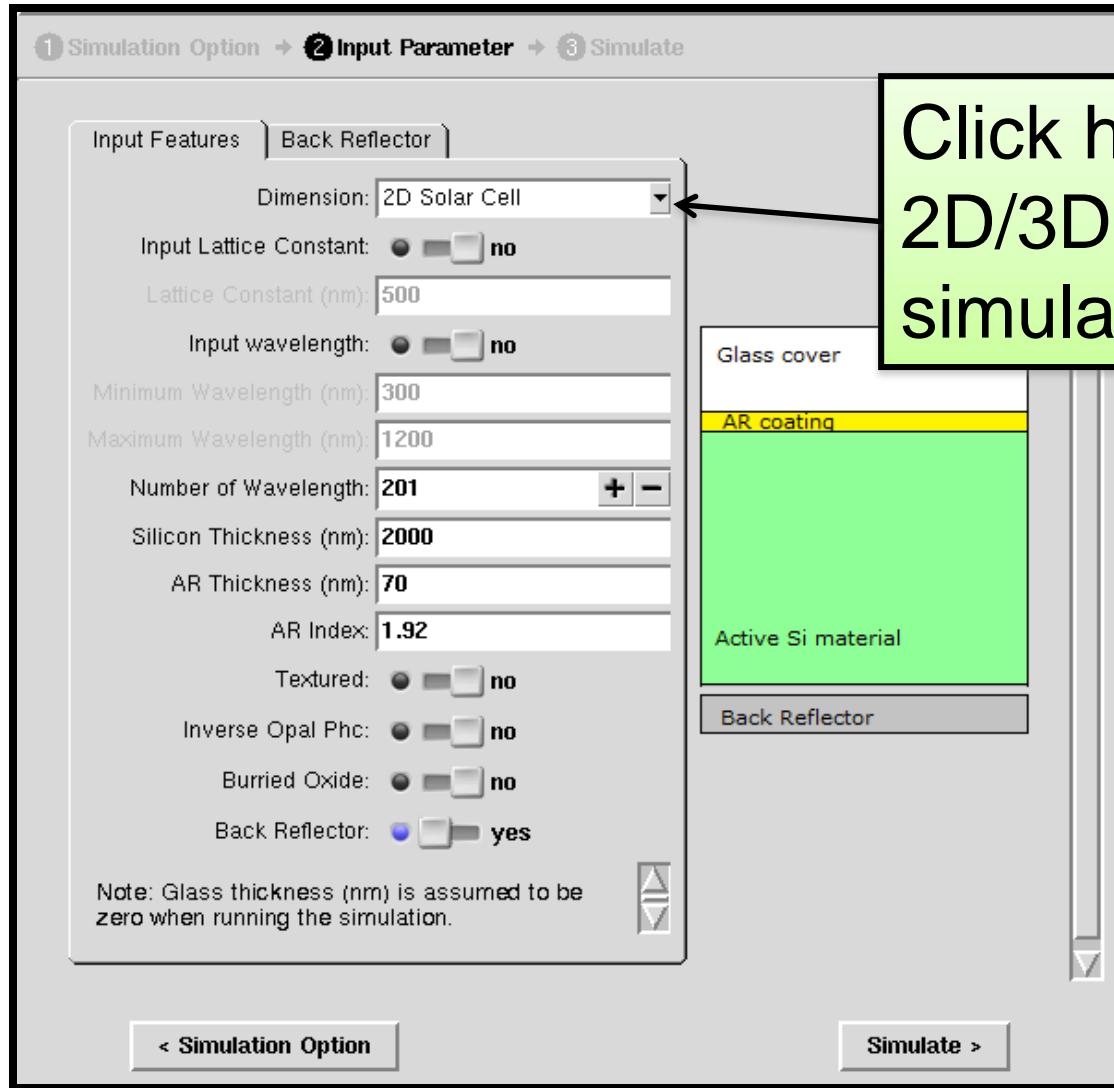 1 Simulation Option → 2 Input Parameter → 3 Simulate
Input Features Back Reflector
Dimension: 2D Solar Cell
Input Lattice Constant: no
Lattice Constant (nm): 500
Input wavelength: no
Minimum Wavelength (nm): 300
Maximum Wavelength (nm): 1200
Number of Wavelength: 201 + −
Silicon Thickness (nm): 2000
AR Thickness (nm): 70
AR Index: 1.92
Textured: no
Inverse Opal Phc: no
Burried Oxide: no
Back Reflector: yes
Note: Glass thickness (nm) is assumed to be
zero when running the simulation.
Click
2D/3D
Glass cover
AR coating
Active Si material
Back Reflector
< Simulation Option
Simulate >